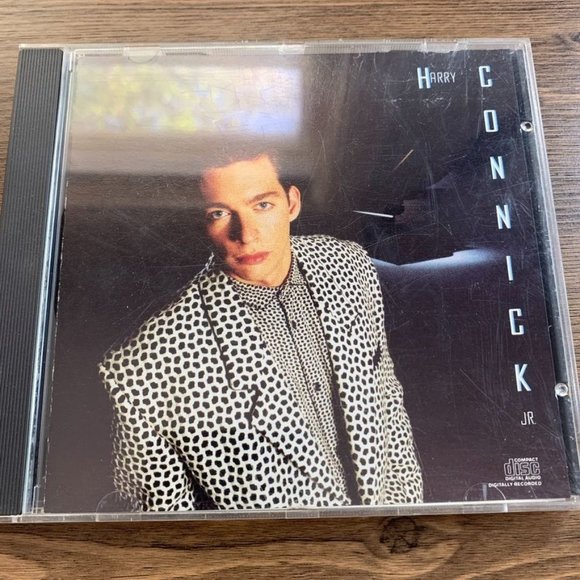 HARRY
CONNICK
JR.
COMPACT
disc
DIGITAL AUDIO
DIGITALLY RECORDED